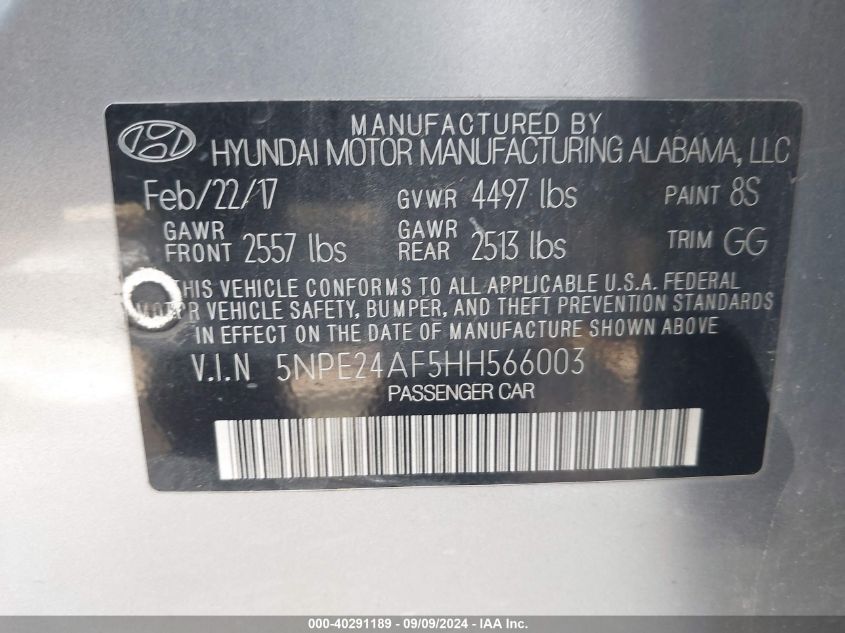 MANUFACTURED BY
HYUNDAI MOTOR MANUFACTURING ALABAMA, LLC
Feb/22/17 GVWR 4497 lbs PAINT 8S
GAWR FRONT 2557 lbs GAWR REAR 2513 lbs TRIM GG
THIS VEHICLE CONFORMS TO ALL APPLICABLE U.S.A. FEDERAL
MOTOR VEHICLE SAFETY, BUMPER, AND THEFT PREVENTION STANDARDS
IN EFFECT ON THE DATE OF MANUFACTURE SHOWN ABOVE
V.I.N 5NPE24AF5HH566003
PASSENGER CAR
000-40291189 - 09/09/2024 - IAA Inc.